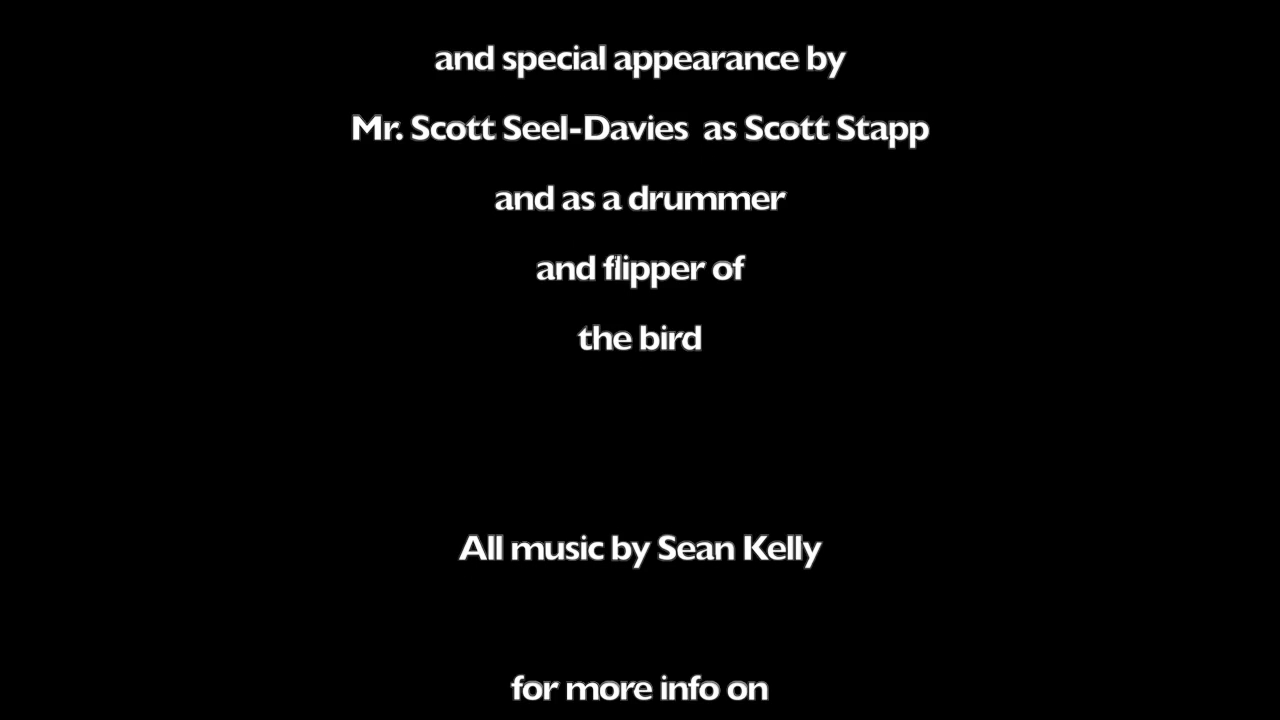 and special appearance by
Mr. Scott Seel-Davies  as Scott Stapp
and as a drummer
and flipper of
the bird
All music by Sean Kelly
for more info on